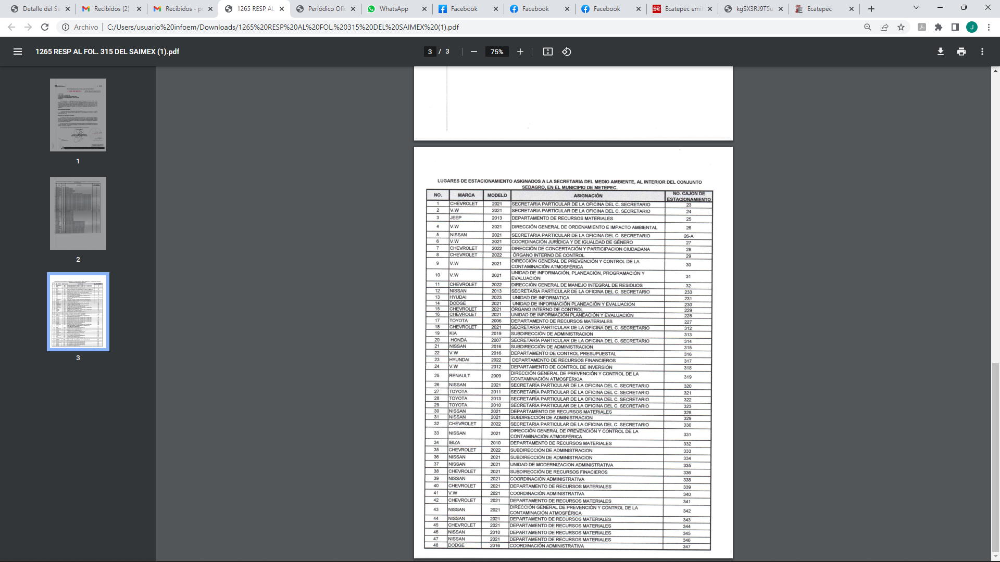 Detalle del Se
Recibidos (2)
Recibidos - p
1265 RESP AL
Periódico Ofic
WhatsApp
Facebook
Facebook
Facebook
Ecatepec emi
kgSX3RJ9T5u
Ecatepec
Archivo C:/Users/usuario%20infoem/Downloads/1265%20RESP%20AL%20FOL.%20315%20DEL%20SAIMEX%20(1).pdf
J
1265 RESP AL FOL. 315 DEL SAIMEX (1).pdf
3 / 3
75%
1
2
3
LUGARES DE ESTACIONAMIENTO ASIGNADOS A LA SECRETARÍA DEL MEDIO AMBIENTE, AL INTERIOR DEL CONJUNTO
SEDAGRO, EN EL MUNICIPIO DE METEPEC.
NO. MARCA MODELO ASIGNACIÓN NO. CAJON DE ESTACIONAMIENTO
1 CHEVROLET 2021 SECRETARIA PARTICULAR DE LA OFICINA DEL C. SECRETARIO 23
2 V.W 2021 SECRETARIA PARTICULAR DE LA OFICINA DEL C. SECRETARIO 24
3 JEEP 2013 DEPARTAMENTO DE RECURSOS MATERIALES 25
4 V.W 2021 DIRECCIÓN GENERAL DE ORDENAMIENTO E IMPACTO AMBIENTAL 26
5 NISSAN 2021 SECRETARIA PARTICULAR DE LA OFICINA DEL C. SECRETARIO 26-A
6 V.W 2021 COORDINACIÓN JURÍDICA Y DE IGUALDAD DE GÉNERO 27
7 CHEVROLET 2022 DIRECCIÓN DE CONCERTACIÓN Y PARTICIPACION CIUDADANA 28
8 CHEVROLET 2022 ÓRGANO INTERNO DE CONTROL 29
9 V.W 2021 DIRECCIÓN GENERAL DE PREVENCIÓN Y CONTROL DE LA
CONTAMINACIÓN ATMOSFÉRICA 30
10 V.W 2021 UNIDAD DE INFORMACIÓN, PLANEACIÓN, PROGRAMACIÓN Y
EVALUACIÓN 31
11 CHEVROLET 2022 DIRECCIÓN GENERAL DE MANEJO INTEGRAL DE RESIDUOS 32
12 NISSAN 2013 SECRETARIA PARTICULAR DE LA OFICINA DEL C. SECRETARIO 233
13 HYUDAI 2023 UNIDAD DE INFORMATICA 231
14 DODGE 2021 UNIDAD DE INFORMACIÓN PLANEACIÓN Y EVALUACIÓN 230
15 CHEVROLET 2021 ÓRGANO INTERNO DE CONTROL 229
16 CHEVROLET 2021 UNIDAD DE INFORMACIÓN PLANEACIÓN Y EVALUACIÓN 228
17 TOYOTA 2006 DEPARTAMENTO DE RECURSOS MATERIALES 227
18 CHEVROLET 2021 SECRETARIA PARTICULAR DE LA OFICINA DEL C. SECRETARIO 312
19 KIA 2019 SUBDIRECCIÓN DE ADMINISTRACION 313
20 HONDA 2007 SECRETARÍA PARTICULAR DE LA OFICINA DEL C. SECRETARIO 314
21 NISSAN 2016 SUBDIRECCIÓN DE ADMINISTRACION 315
22 V.W 2016 DEPARTAMENTO DE CONTROL PRESUPUESTAL 316
23 HYUNDAI 2022 DEPARTAMENTO DE RECURSOS FINANCIEROS 317
24 V.W 2012 DEPARTAMENTO DE CONTROL DE INVERSIÓN 318
25 RENAULT 2009 DIRECCIÓN GENERAL DE PREVENCIÓN Y CONTROL DE LA
CONTAMINACIÓN ATMOSFÉRICA 319
26 NISSAN 2021 SECRETARÍA PARTICULAR DE LA OFICINA DEL C. SECRETARIO 320
27 TOYOTA 2011 SECRETARÍA PARTICULAR DE LA OFICINA DEL C. SECRETARIO 321
28 TOYOTA 2013 SECRETARÍA PARTICULAR DE LA OFICINA DEL C. SECRETARIO 322
29 TOYOTA 2010 SECRETARÍA PARTICULAR DE LA OFICINA DEL C. SECRETARIO 323
30 NISSAN 2021 DEPARTAMENTO DE RECURSOS MATERIALES 328
31 NISSAN 2021 SUBDIRECCIÓN DE ADMINISTRACION 329
32 CHEVROLET 2022 SECRETARIA PARTICULAR DE LA OFICINA DEL C. SECRETARIO 330
33 NISSAN 2021 DIRECCIÓN GENERAL DE PREVENCIÓN Y CONTROL DE LA
CONTAMINACIÓN ATMOSFÉRICA 331
34 IBIZA 2010 DEPARTAMENTO DE RECURSOS MATERIALES 332
35 CHEVROLET 2022 SUBDIRECCIÓN DE ADMINISTRACION 333
36 NISSAN 2021 SUBDIRECCIÓN DE ADMINISTRACION 334
37 NISSAN 2021 UNIDAD DE MODERNIZACION ADMINISTRATIVA 335
38 CHEVROLET 2021 SUBDIRECCIÓN DE RECURSOS FINACIEROS 336
39 NISSAN 2021 COORDINACIÓN ADMINISTRATIVA 338
40 CHEVROLET 2021 DEPARTAMENTO DE RECURSOS MATERIALES 339
41 V.W 2021 COORDINACIÓN ADMINISTRATIVA 340
42 CHEVROLET 2021 DEPARTAMENTO DE RECURSOS MATERIALES 341
43 NISSAN 2021 DIRECCIÓN GENERAL DE PREVENCIÓN Y CONTROL DE LA
CONTAMINACIÓN ATMOSFÉRICA 342
44 NISSAN 2021 DEPARTAMENTO DE RECURSOS MATERIALES 343
45 CHEVROLET 2021 DEPARTAMENTO DE RECURSOS MATERIALES 344
46 NISSAN 2010 DEPARTAMENTO DE RECURSOS MATERIALES 345
47 NISSAN 2021 DEPARTAMENTO DE RECURSOS MATERIALES 346
48 DODGE 2016 COORDINACIÓN ADMINISTRATIVA 347